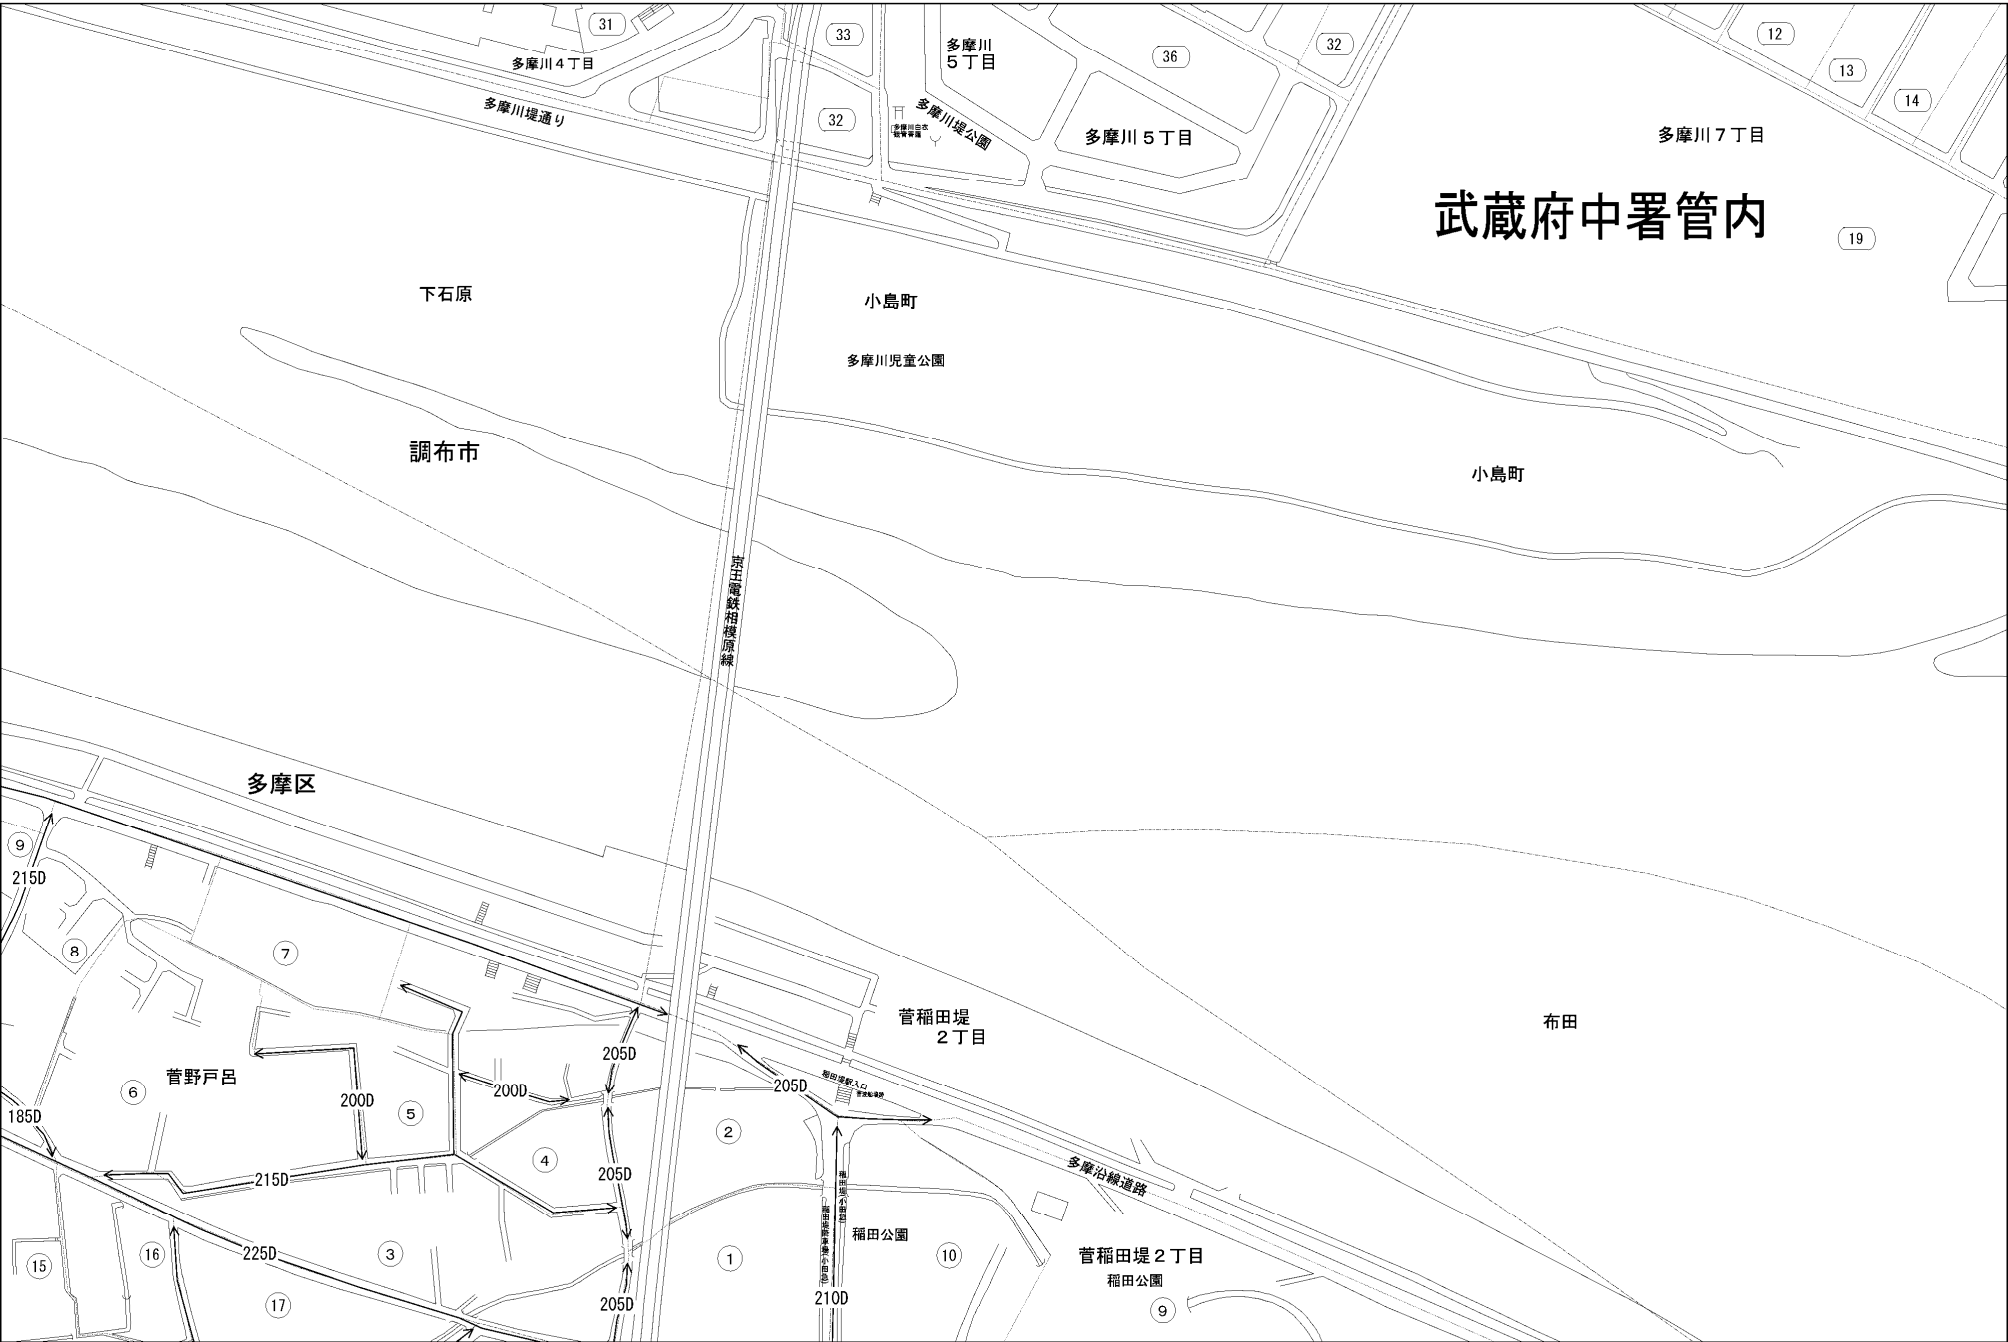 31
33
多摩川
５丁目
36
32
12
13
14
多摩川４丁目
多摩川堤通り
32
多摩川堤公園
多摩川５丁目
多摩川７丁目
武蔵府中署管内
19
下石原
小島町
多摩川児童公園
調布市
小島町
京王電鉄相模原線
多摩区
9
215D
8
7
菅稲田堤
２丁目
布田
205D
205D
稲田堤駅入口
菅野戸呂
6
200D
200D
5
185D
2
4
205D
215D
多摩沿線道路
稲田公園
225D
3
1
10
菅稲田堤２丁目
稲田公園
15
16
17
205D
210D
9